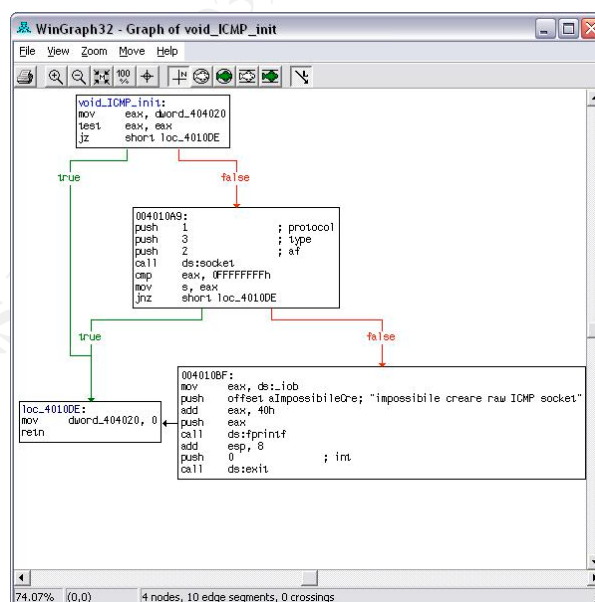 WinGraph32 - Graph of void_ICMP_init
File View Zoom Move Help
100
%
N
void_ICMP_init:
mov eax, dword_404020
test eax, eax
jz short loc_4010DE
true
false
004010A9:
push 1 ; protocol
push 3 ; type
push 2 ; af
call ds:socket
cmp eax, 0FFFFFFFFh
mov s, eax
jnz short loc_4010DE
true
false
004010BF:
mov eax, ds:_iob
push offset aImpossibileCre; "impossibile creare raw ICMP socket"
add eax, 40h
push eax
call ds:fprintf
add esp, 8
push 0 ; int
call ds:exit
loc_4010DE:
mov dword_404020, 0
retn
74.07% (0,0) 4 nodes, 10 edge segments, 0 crossings